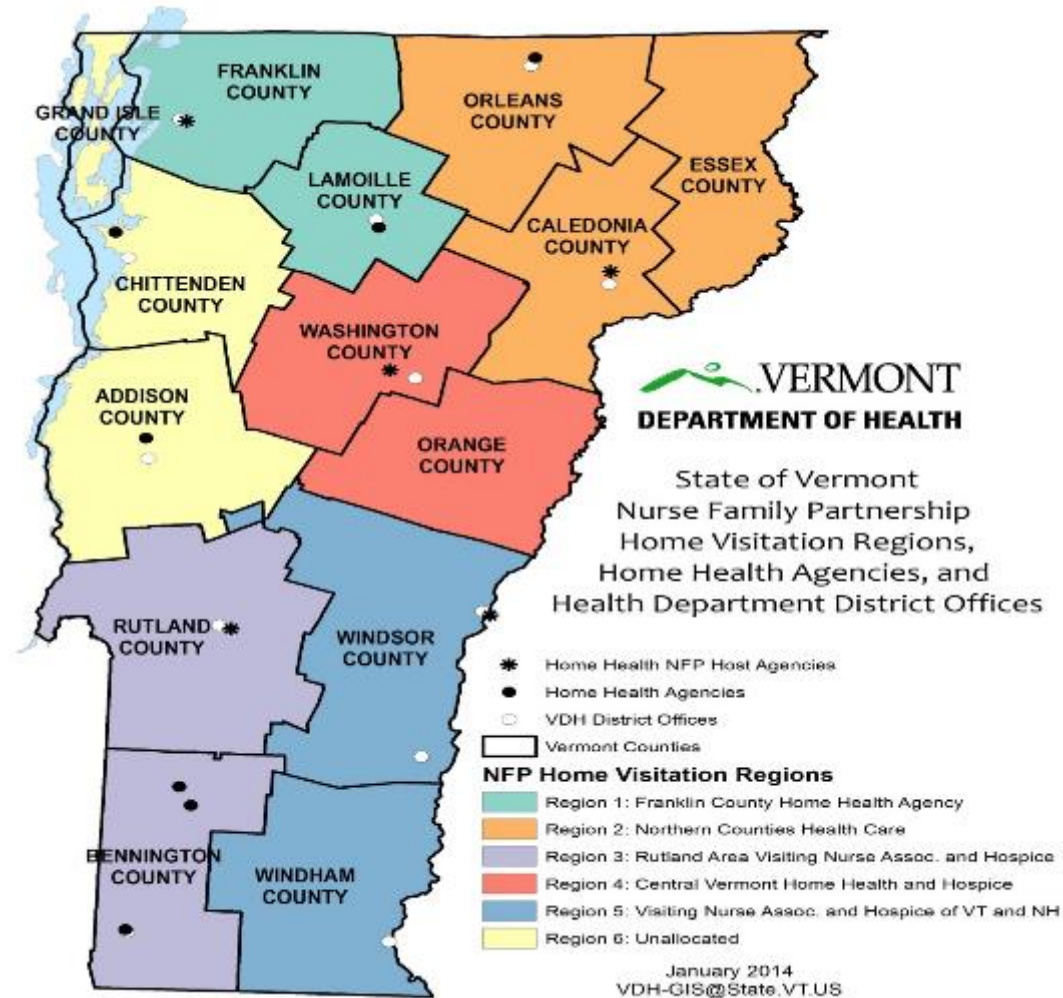 FRANKLIN
COUNTY
ORLEANS
COUNTY
GRAND ISLE
COUNTY
ESSEX
COUNTY
LAMOILLE
COUNTY
CALEDONIA
COUNTY
CHITTENDEN
COUNTY
WASHINGTON
COUNTY
ADDISON
COUNTY
ORANGE
COUNTY
RUTLAND
COUNTY
WINDSOR
COUNTY
BENNINGTON
COUNTY
WINDHAM
COUNTY
VERMONT
DEPARTMENT OF HEALTH
State of Vermont
Nurse Family Partnership
Home Visitation Regions,
Home Health Agencies, and
Health Department District Offices
Home Health NFP Host Agencies
Home Health Agencies
VDH District Offices
Vermont Counties
NFP Home Visitation Regions
Region 1: Franklin County Home Health Agency
Region 2: Northern Counties Health Care
Region 3: Rutland Area Visiting Nurse Assoc. and Hospice
Region 4: Central Vermont Home Health and Hospice
Region 5: Visiting Nurse Assoc. and Hospice of VT and NH
Region 6: Unallocated
January 2014
VDH-GIS@State.VT.US